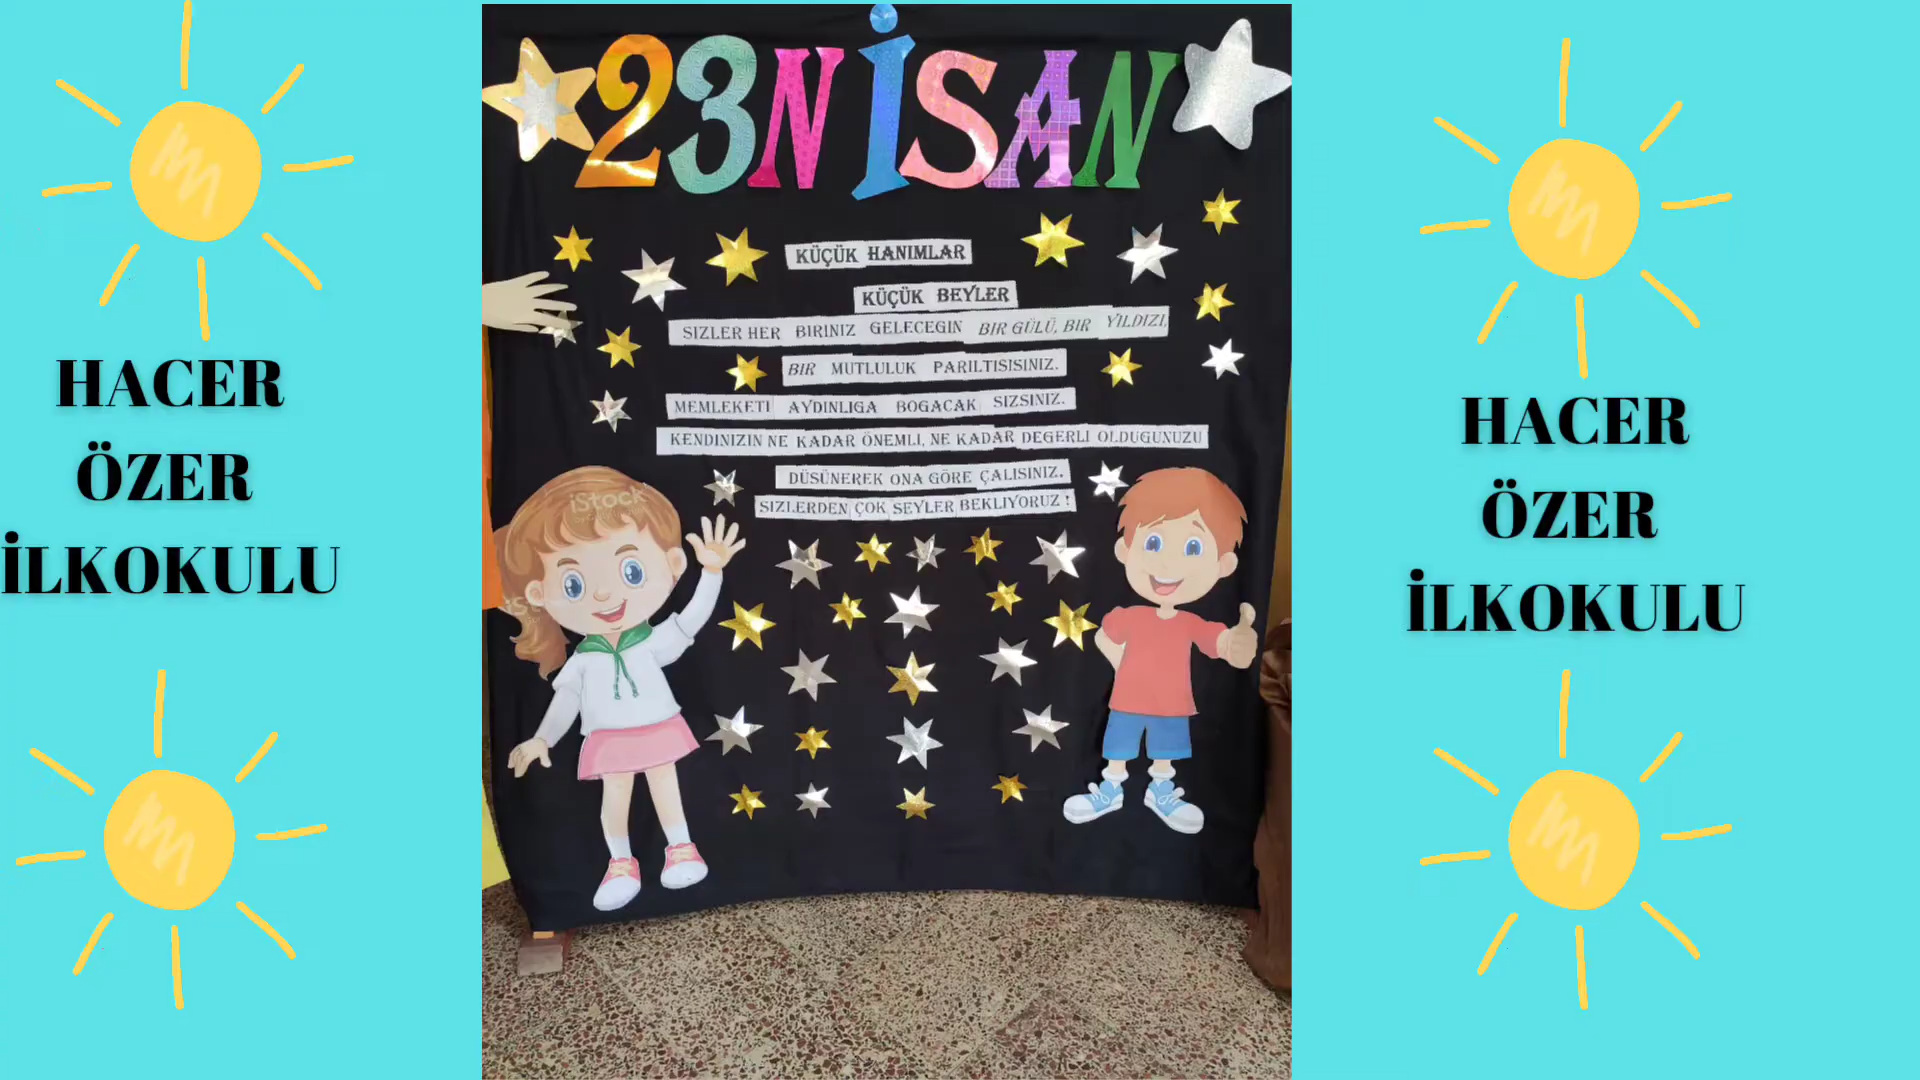 HACER
ÖZER
İLKOKULU
23 NİSAN
KÜÇÜK HANIMLAR
KÜÇÜK BEYLER
SIZLER HER BIRINIZ GELECEGIN BIR GÜLÜ, BIR YILDIZI,
BIR MUTLULUK PARILTISISINIZ.
MEMLEKETI AYDINLIGA BOGACAK SIZSINIZ.
KENDINIZIN NE KADAR ÖNEMLI, NE KADAR DEGERLI OLDUGUNUZU
DÜSÜNEREK ONA GÖRE ÇALISINIZ.
SIZLERDEN ÇOK SEYLER BEKLIYORUZ !
iStock
HACER
ÖZER
İLKOKULU